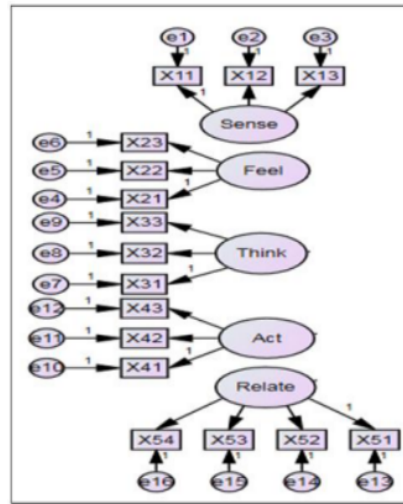 e1 e2 e3
1 1 1
X11 X12 X13
1
Sense
e6 1 X23
e5 1 X22 Feel
e4 1 X21 1
e9 1 X33
e8 1 X32 Think
e7 1 X31 1
e12 1 X43
e11 1 X42 Act
e10 1 X41 1
Relate
1
X54 X53 X52 X51
1 1 1 1
e16 e15 e14 e13